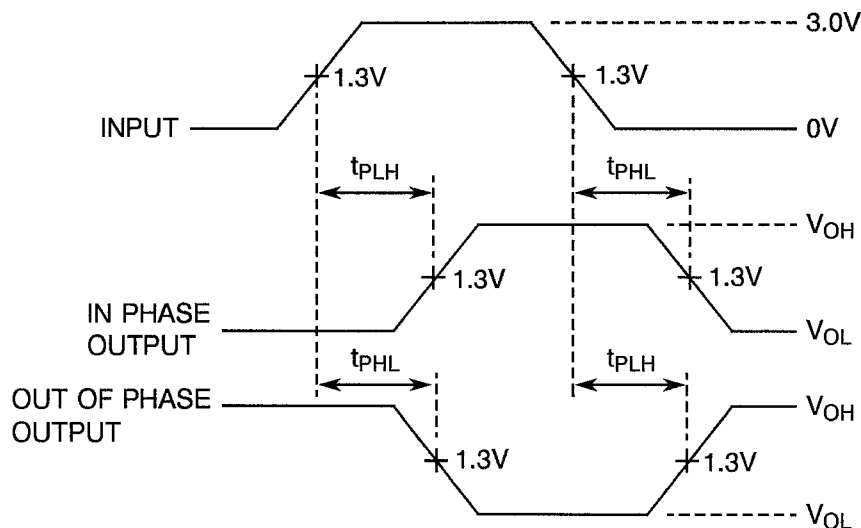 3.0V
1.3V
1.3V
INPUT
0V
tPLH
tPHL
VOH
1.3V
1.3V
IN PHASE
OUTPUT
VOL
tPHL
tPLH
OUT OF PHASE
OUTPUT
VOH
1.3V
1.3V
VOL